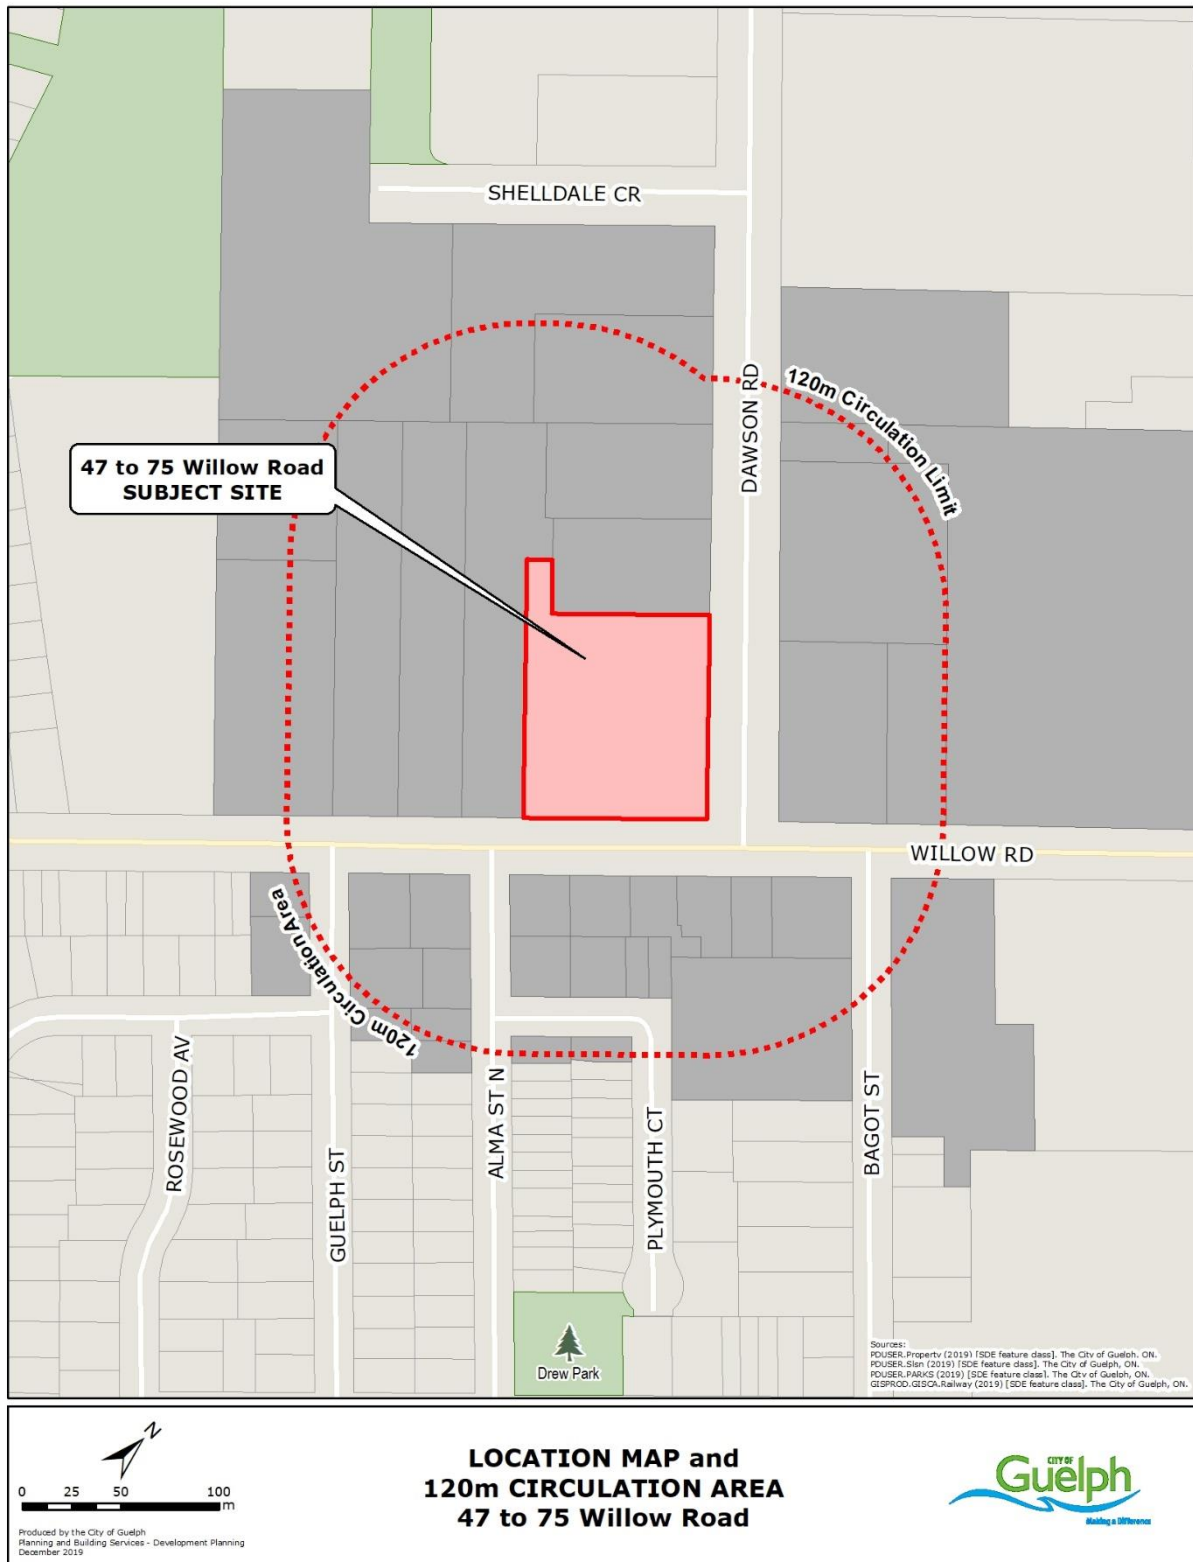 SHELLDALE CR
DAWSON RD
120m Circulation Limit
47 to 75 Willow Road
SUBJECT SITE
WILLOW RD
120m Circulation Area
ROSEWOOD AV
GUELPH ST
ALMA ST N
PLYMOUTH CT
BAGOT ST
Drew Park
Sources:
PDUSER.Property (2019) [SDE feature class]. The City of Guelph, ON.
PDUSER.Slsn (2019) [SDE feature class]. The City of Guelph, ON.
PDUSER.PARKS (2019) [SDE feature class]. The City of Guelph, ON.
GISPROD.GISCA.Railway (2019) [SDE feature class]. The City of Guelph, ON.
N
0 25 50 100
m
Produced by the City of Guelph
Planning and Building Services - Development Planning
December 2019
LOCATION MAP and
120m CIRCULATION AREA
47 to 75 Willow Road
CITY OF
Guelph
Making a Difference